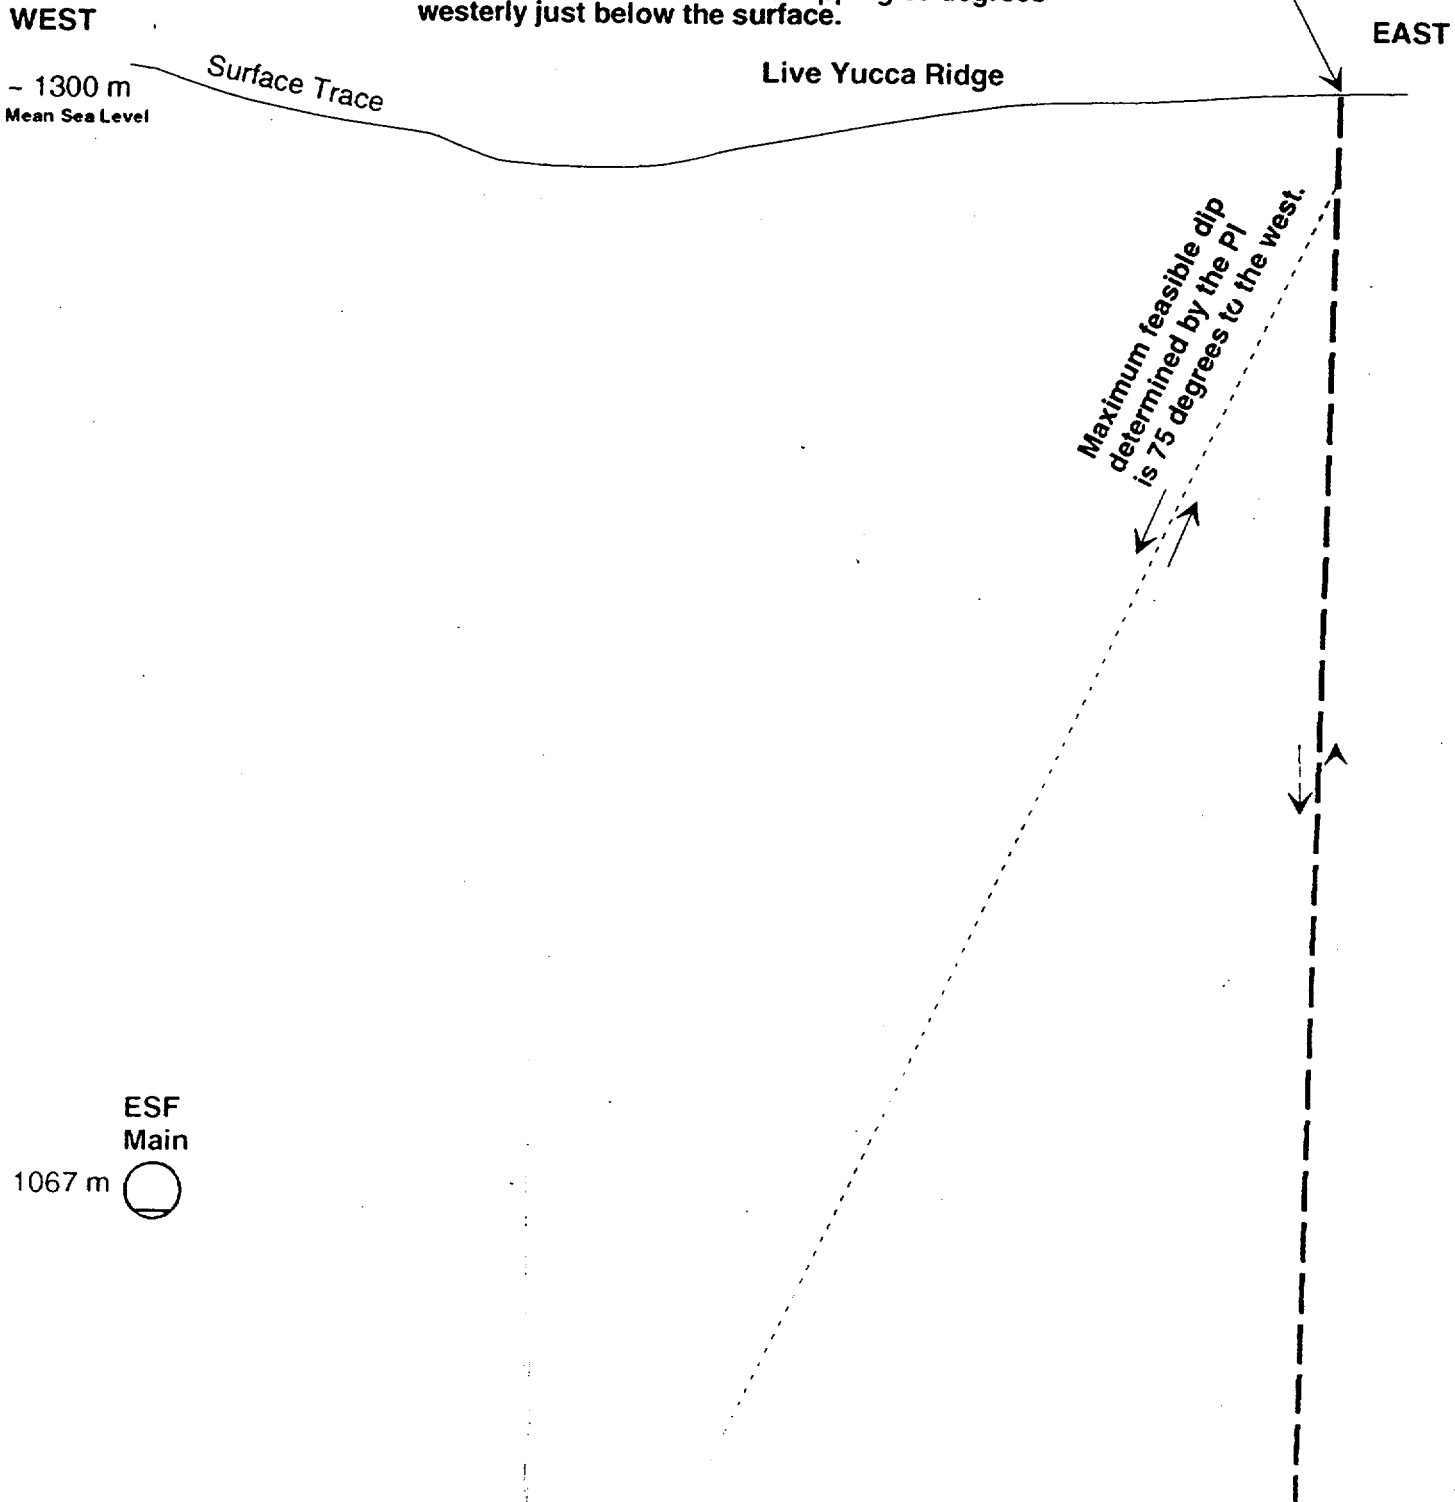 westerly just below the surface.
WEST
EAST
~ 1300 m
Mean Sea Level
Surface Trace
Live Yucca Ridge
Maximum feasible dip
determined by the PI
is 75 degrees to the west.
ESF
Main
1067 m